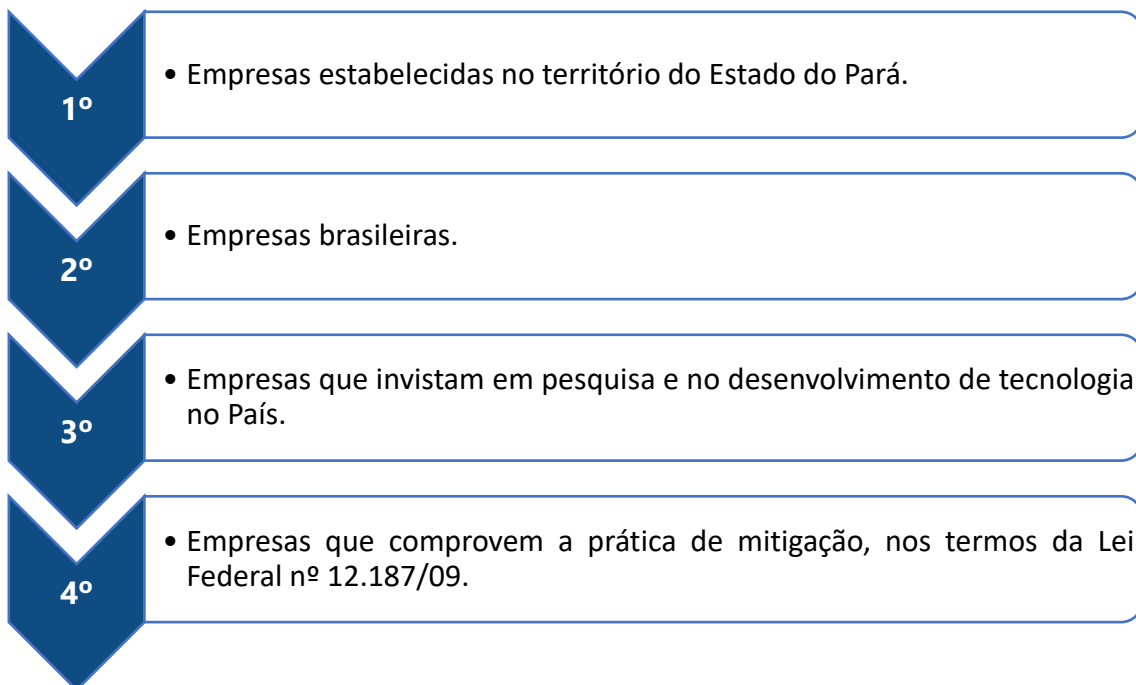 1º
• Empresas estabelecidas no território do Estado do Pará.
2º
• Empresas brasileiras.
3º
• Empresas que invistam em pesquisa e no desenvolvimento de tecnologia
no País.
4º
• Empresas que comprovem a prática de mitigação, nos termos da Lei
Federal nº 12.187/09.